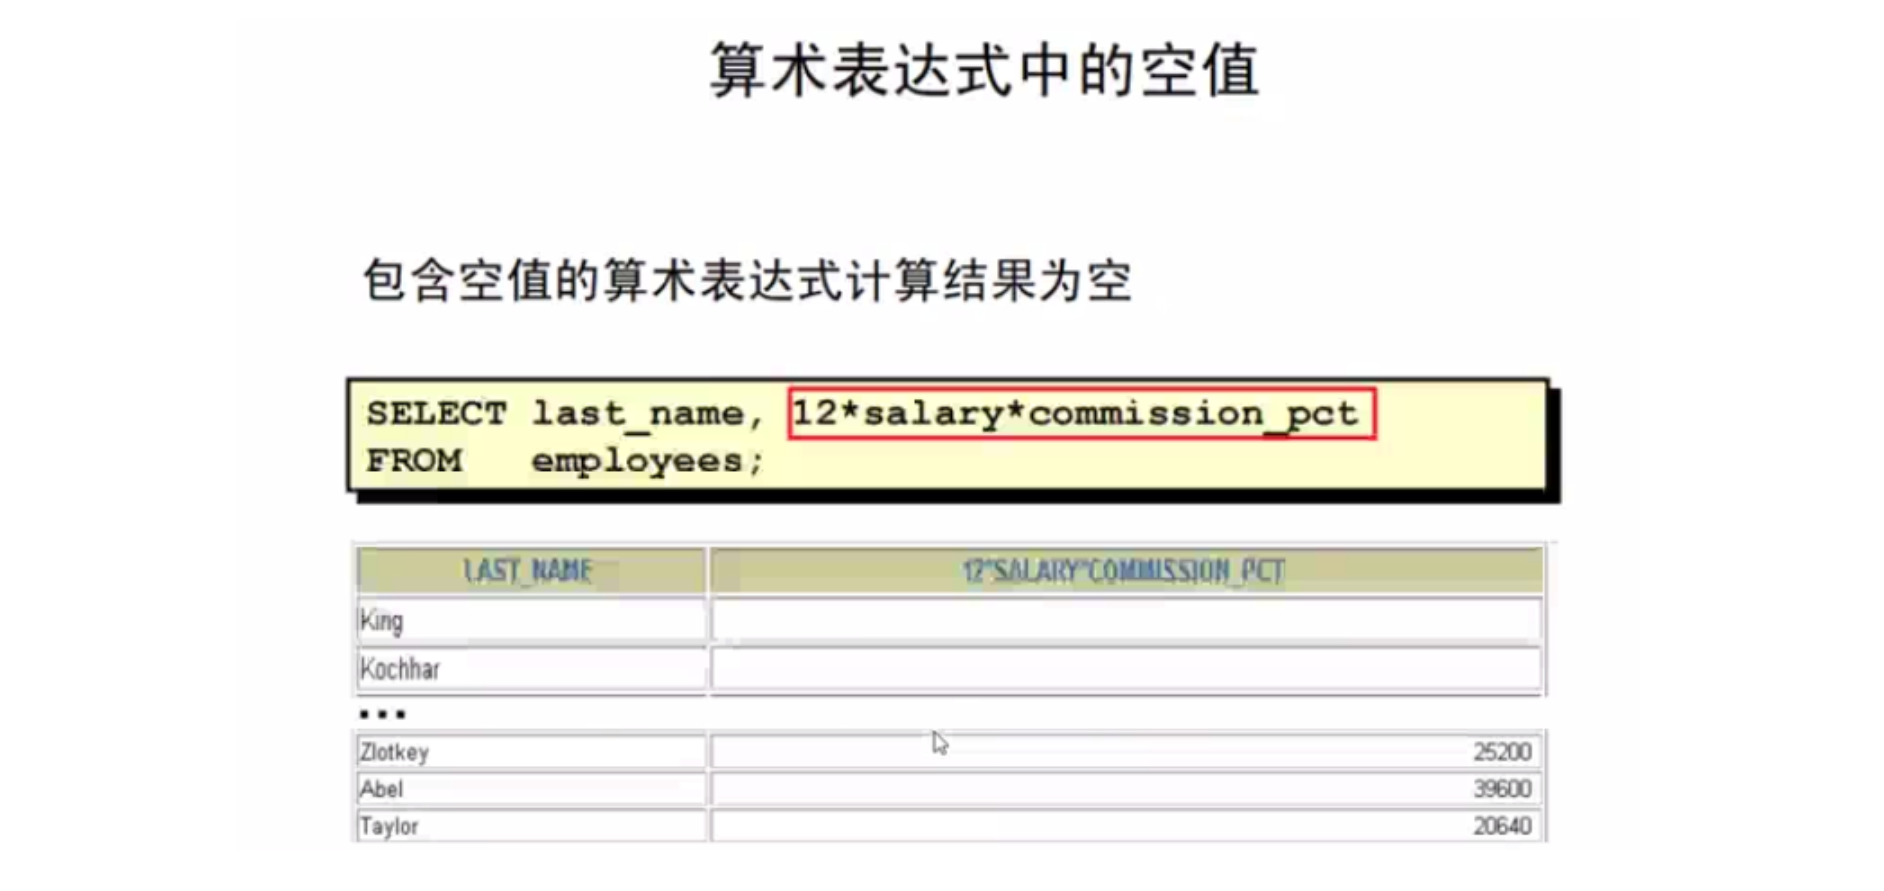 算术表达式中的空值
包含空值的算术表达式计算结果为空
SELECT last_name, 12*salary*commission_pct
FROM employees;
LAST_NAME 12*SALARY*COMMISSION_PCT
King
Kochhar
...
Zlotkey 25200
Abel 39600
Taylor 20640